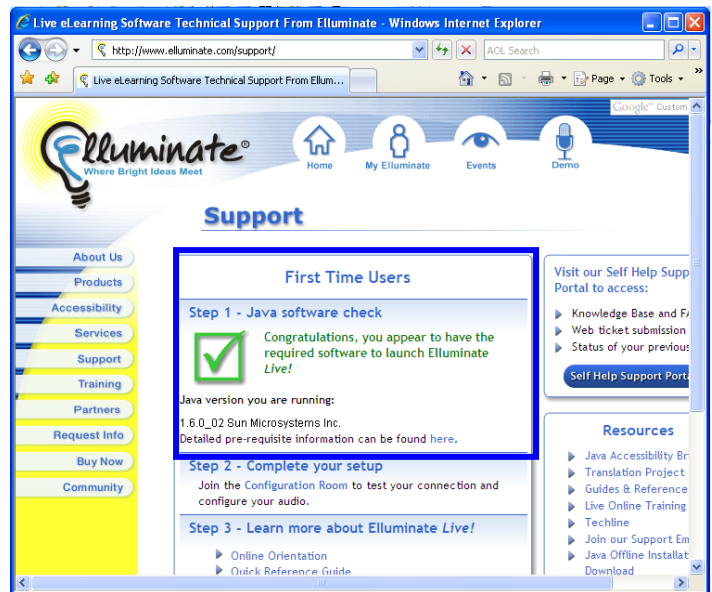 Live eLearning Software Technical Support From Elluminate - Windows Internet Explorer
http://www.elluminate.com/support/
AOL Search
Live eLearning Software Technical Support From Ellum...
Page
Tools
Google™ Custom
Elluminate®
Where Bright Ideas Meet
Home
My Elluminate
Events
Demo
Support
About Us
Products
Accessibility
Services
Support
Training
Partners
Request Info
Buy Now
Community
First Time Users
Step 1 - Java software check
Congratulations, you appear to have the
required software to launch Elluminate
Live!
Java version you are running:
1.6.0_02 Sun Microsystems Inc.
Detailed pre-requisite information can be found here.
Step 2 - Complete your setup
Join the Configuration Room to test your connection and
configure your audio.
Step 3 - Learn more about Elluminate Live!
Online Orientation
Quick Reference Guide
Visit our Self Help Supp
Portal to access:
Knowledge Base and FA
Web ticket submission
Status of your previous
Self Help Support Porta
Resources
Java Accessibility Br
Translation Project
Guides & Reference
Live Online Training
Techline
Join our Support Em
Java Offline Installat
Download